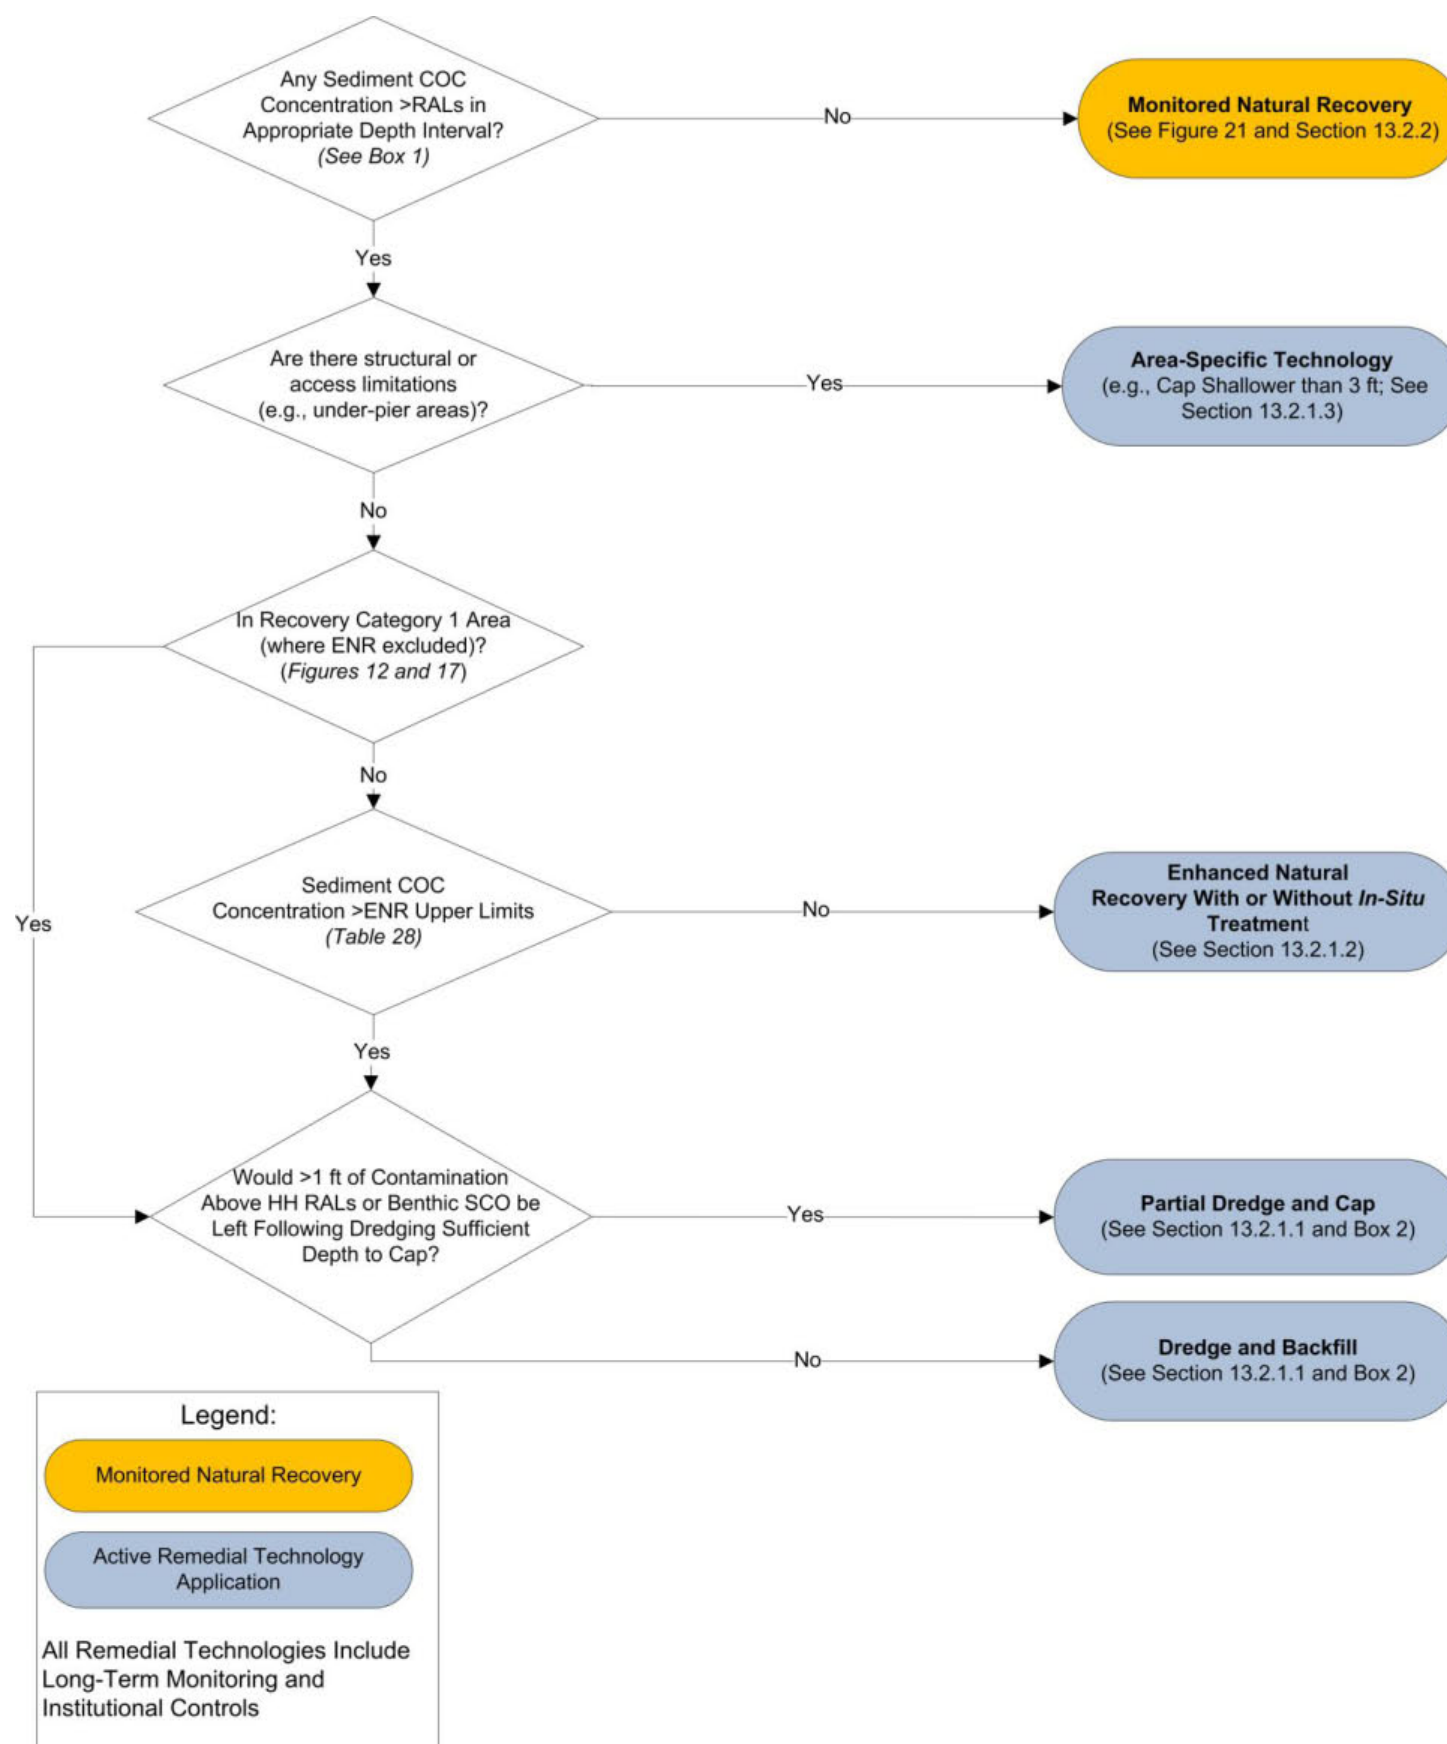 Any Sediment COC
Concentration >RALs in
Appropriate Depth Interval?
(See Box 1)
No
Monitored Natural Recovery
(See Figure 21 and Section 13.2.2)
Yes
Are there structural or
access limitations
(e.g., under-pier areas)?
Yes
Area-Specific Technology
(e.g., Cap Shallower than 3 ft; See
Section 13.2.1.3)
No
In Recovery Category 1 Area
(where ENR excluded)?
(Figures 12 and 17)
No
Yes
Sediment COC
Concentration >ENR Upper Limits
(Table 28)
No
Enhanced Natural
Recovery With or Without In-Situ
Treatment
(See Section 13.2.1.2)
Yes
Would >1 ft of Contamination
Above HH RALs or Benthic SCO be
Left Following Dredging Sufficient
Depth to Cap?
Yes
Partial Dredge and Cap
(See Section 13.2.1.1 and Box 2)
No
Dredge and Backfill
(See Section 13.2.1.1 and Box 2)
Legend:
Monitored Natural Recovery
Active Remedial Technology
Application
All Remedial Technologies Include
Long-Term Monitoring and
Institutional Controls